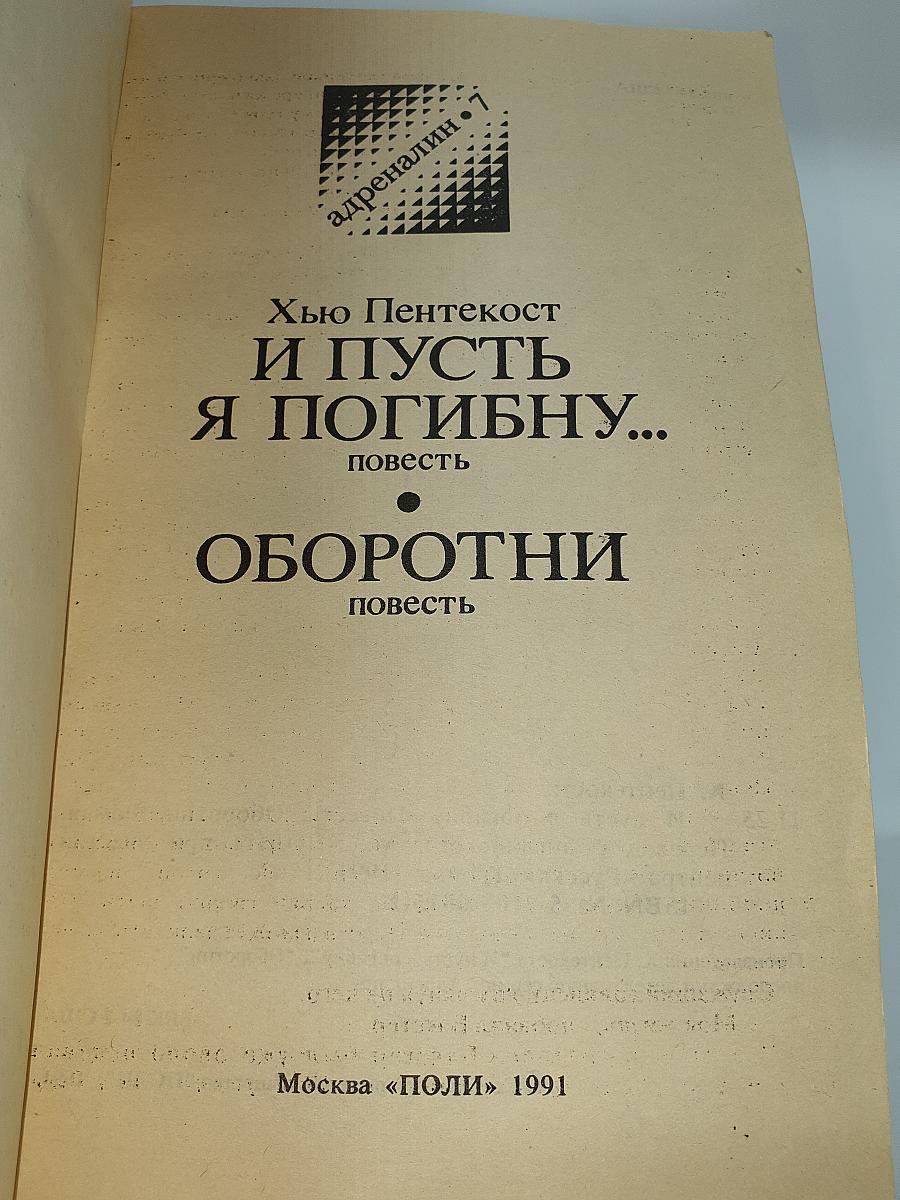 адреналин • 7
Хью Пентекост
И ПУСТЬ
Я ПОГИБНУ...
повесть
•
ОБОРОТНИ
повесть
Москва «ПОЛИ» 1991